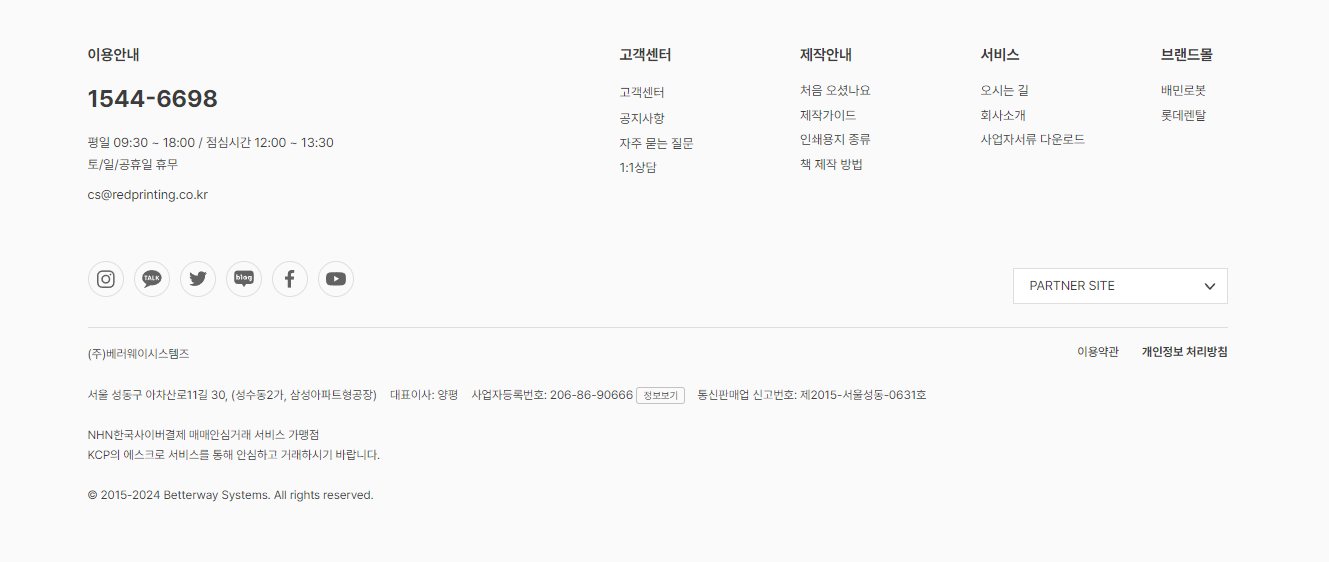 이용안내
1544-6698
평일 09:30 ~ 18:00 / 점심시간 12:00 ~ 13:30
토/일/공휴일 휴무
cs@redprinting.co.kr
고객센터
고객센터
공지사항
자주 묻는 질문
1:1상담
제작안내
처음 오셨나요
제작가이드
인쇄용지 종류
책 제작 방법
서비스
오시는 길
회사소개
사업자서류 다운로드
브랜드몰
배민로봇
롯데렌탈
TALK
blog
PARTNER SITE
(주)베러웨이시스템즈
이용약관 개인정보 처리방침
서울 성동구 아차산로11길 30, (성수동2가, 삼성아파트형공장) 대표이사: 양평 사업자등록번호: 206-86-90666 정보보기 통신판매업 신고번호: 제2015-서울성동-0631호
NHN한국사이버결제 매매안심거래 서비스 가맹점
KCP의 에스크로 서비스를 통해 안심하고 거래하시기 바랍니다.
© 2015-2024 Betterway Systems. All rights reserved.